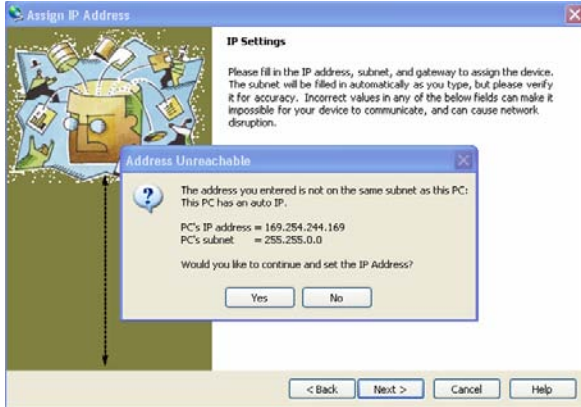 Assign IP Address
IP Settings
Please fill in the IP address, subnet, and gateway to assign the device.
The subnet will be filled in automatically as you type, but please verify
it for accuracy. Incorrect values in any of the below fields can make it
impossible for your device to communicate, and can cause network
disruption.
Address Unreachable
The address you entered is not on the same subnet as this PC:
This PC has an auto IP.
PC's IP address = 169.254.244.169
PC's subnet = 255.255.0.0
Would you like to continue and set the IP Address?
Yes No
< Back Next > Cancel Help